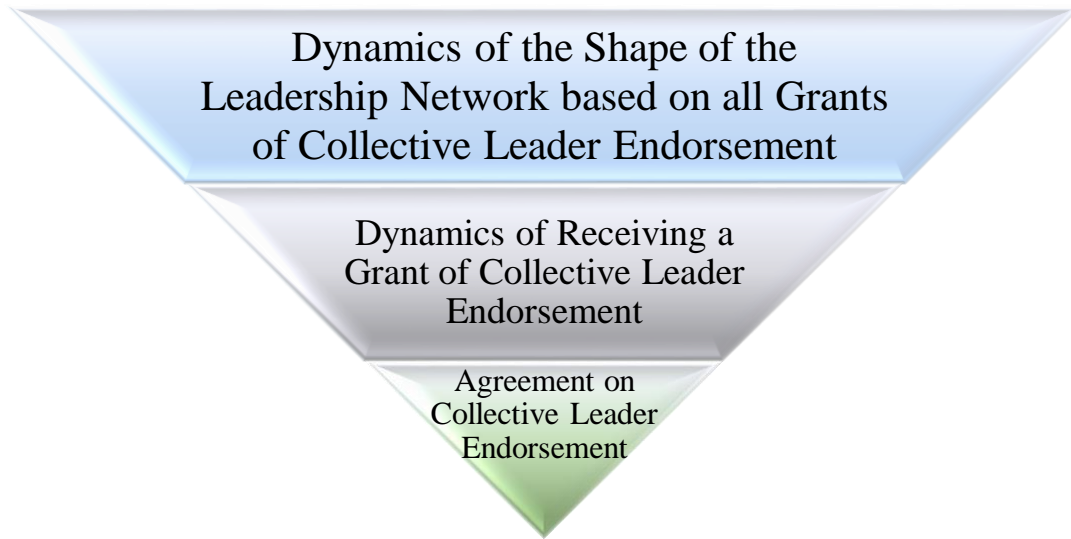 Dynamics of the Shape of the
Leadership Network based on all Grants
of Collective Leader Endorsement
Dynamics of Receiving a
Grant of Collective Leader
Endorsement
Agreement on
Collective Leader
Endorsement